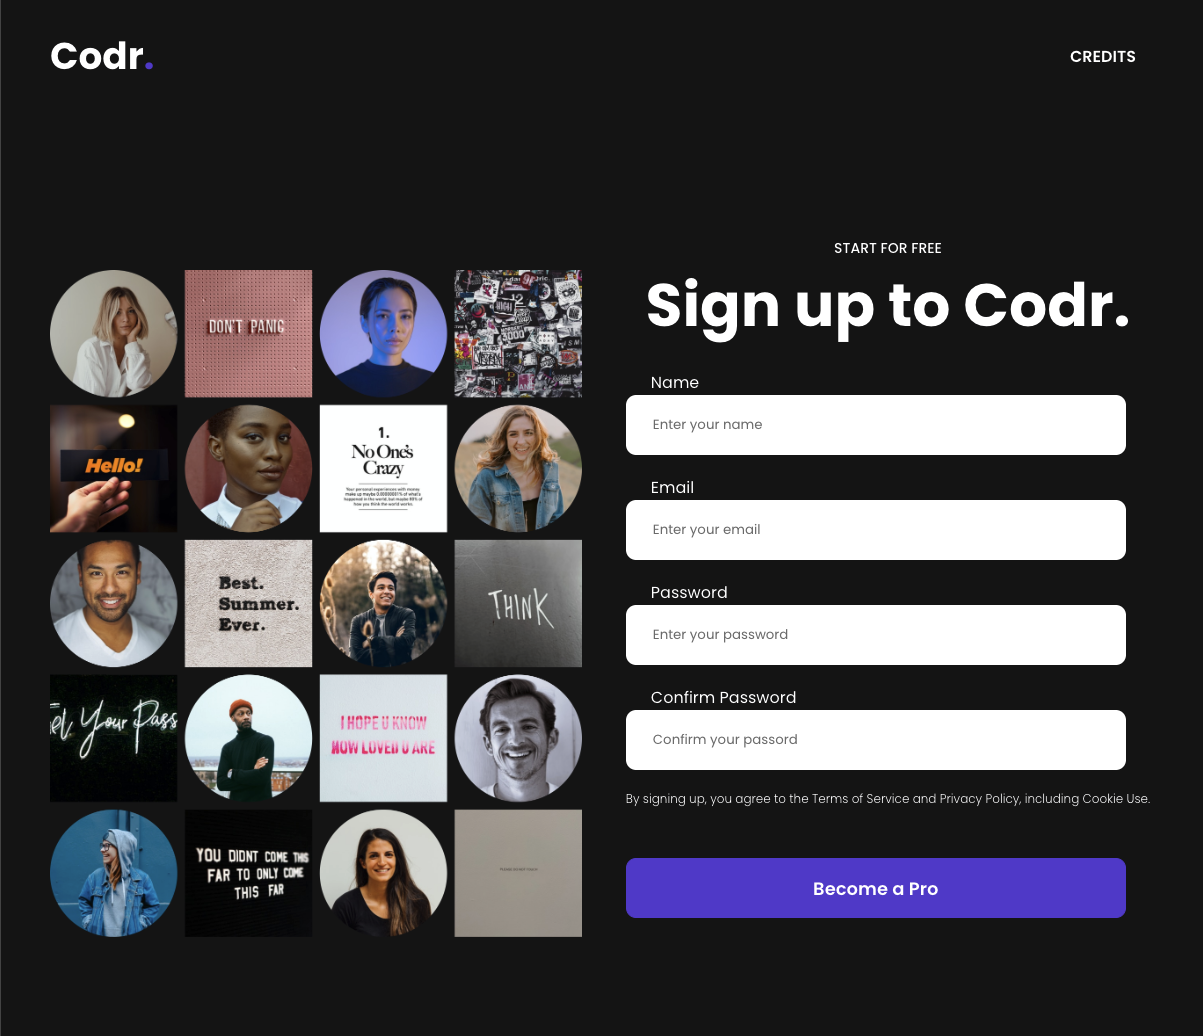 Codr.
CREDITS
START FOR FREE
Sign up to Codr.
Name
Enter your name
Email
Enter your email
Password
Enter your password
Confirm Password
Confirm your passord
By signing up, you agree to the Terms of Service and Privacy Policy, including Cookie Use.
Become a Pro
DON'T PANIC
Hello!
1.
No One's
Crazy
Your personal experiences with money
make up maybe 0.00000001% of what's
happened in the world, but maybe 80% of
how you think the world works.
Best.
Summer.
Ever.
THINK
Your Pass
I HOPE U KNOW
HOW LOVED U ARE
YOU DIDNT COME THIS
FAR TO ONLY COME
THIS FAR